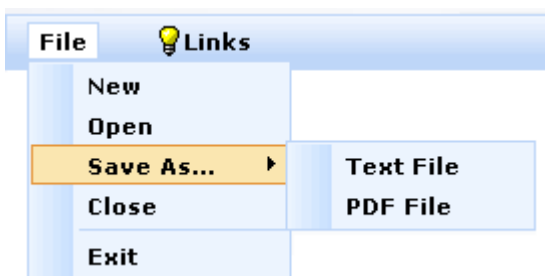 File Links
New
Open
Save As... Text File
Close PDF File
Exit